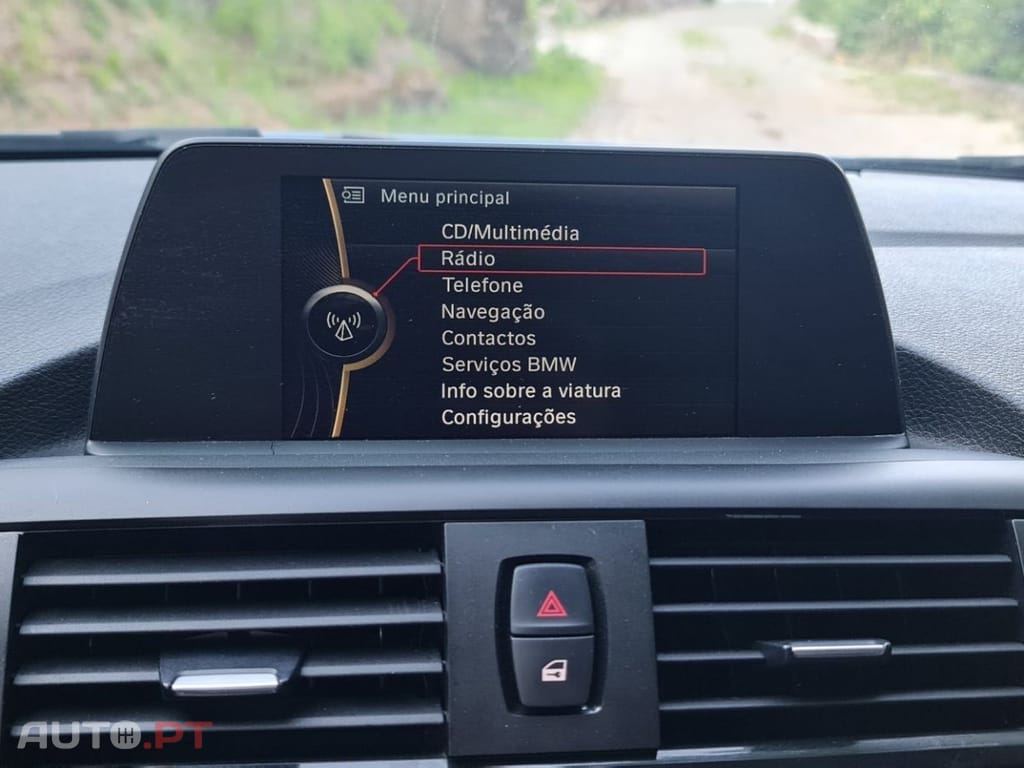 Menu principal
CD/Multimédia
Rádio
Telefone
Navegação
Contactos
Serviços BMW
Info sobre a viatura
Configurações
AUTO.PT